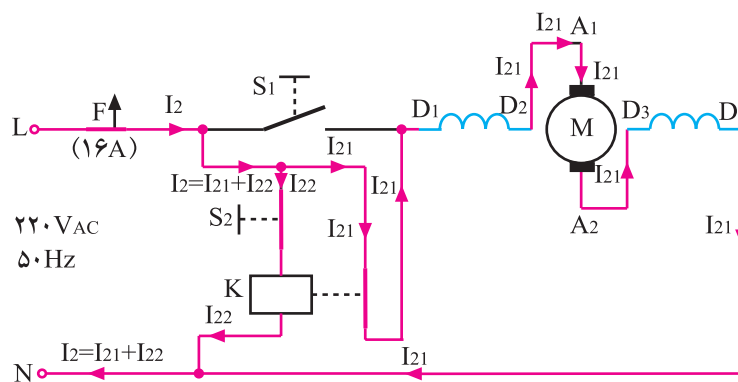 I21 A1
I21 I21
S1
I2
F
L
(۱۶A)
D1 D2 M D3 D
I21
I2=I21+I22 I22 I21 I21
S2
I21
A2
۲۲۰VAC
I21
۵۰Hz
K
I22
I2=I21+I22
I21
N